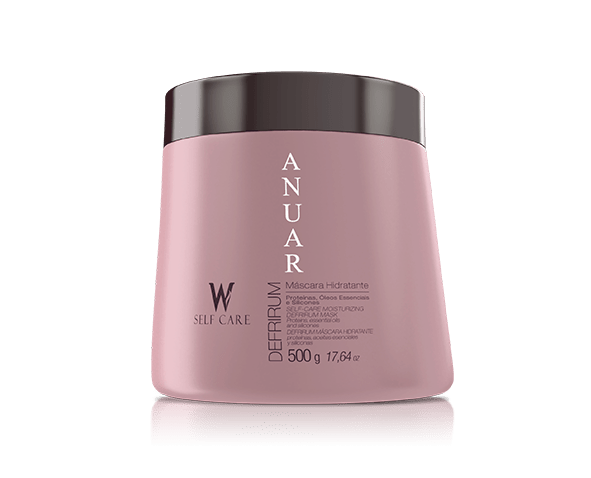 ANUAR
W
SELF CARE
DEFRIRUM
Máscara Hidratante
Proteínas, Óleos Essenciais
e Silicones
SELF-CARE MOISTURIZING
DEFRIRUM MASK
Proteins, essential oils
and silicones
DEFRIRUM MÁSCARA HIDRATANTE
proteínas, aceites esenciales
y siliconas
500 g 17,64 oz